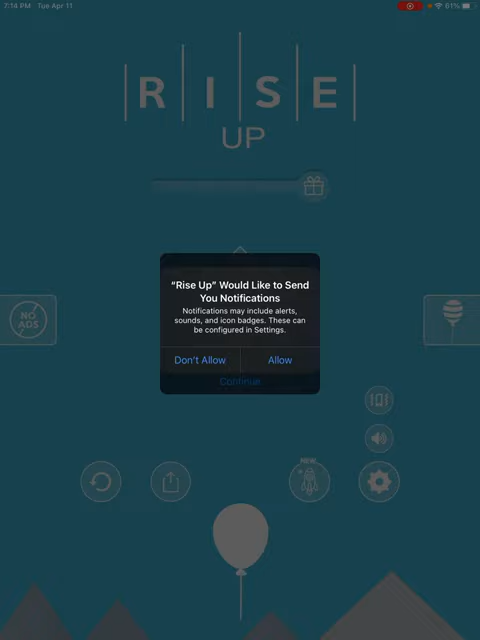 7:14 PM Tue Apr 11
61%
RISE
UP
"Rise Up" Would Like to Send
You Notifications
Notifications may include alerts,
sounds, and icon badges. These can
be configured in Settings.
Don't Allow
Allow
Continue
NO
ADS
NEW